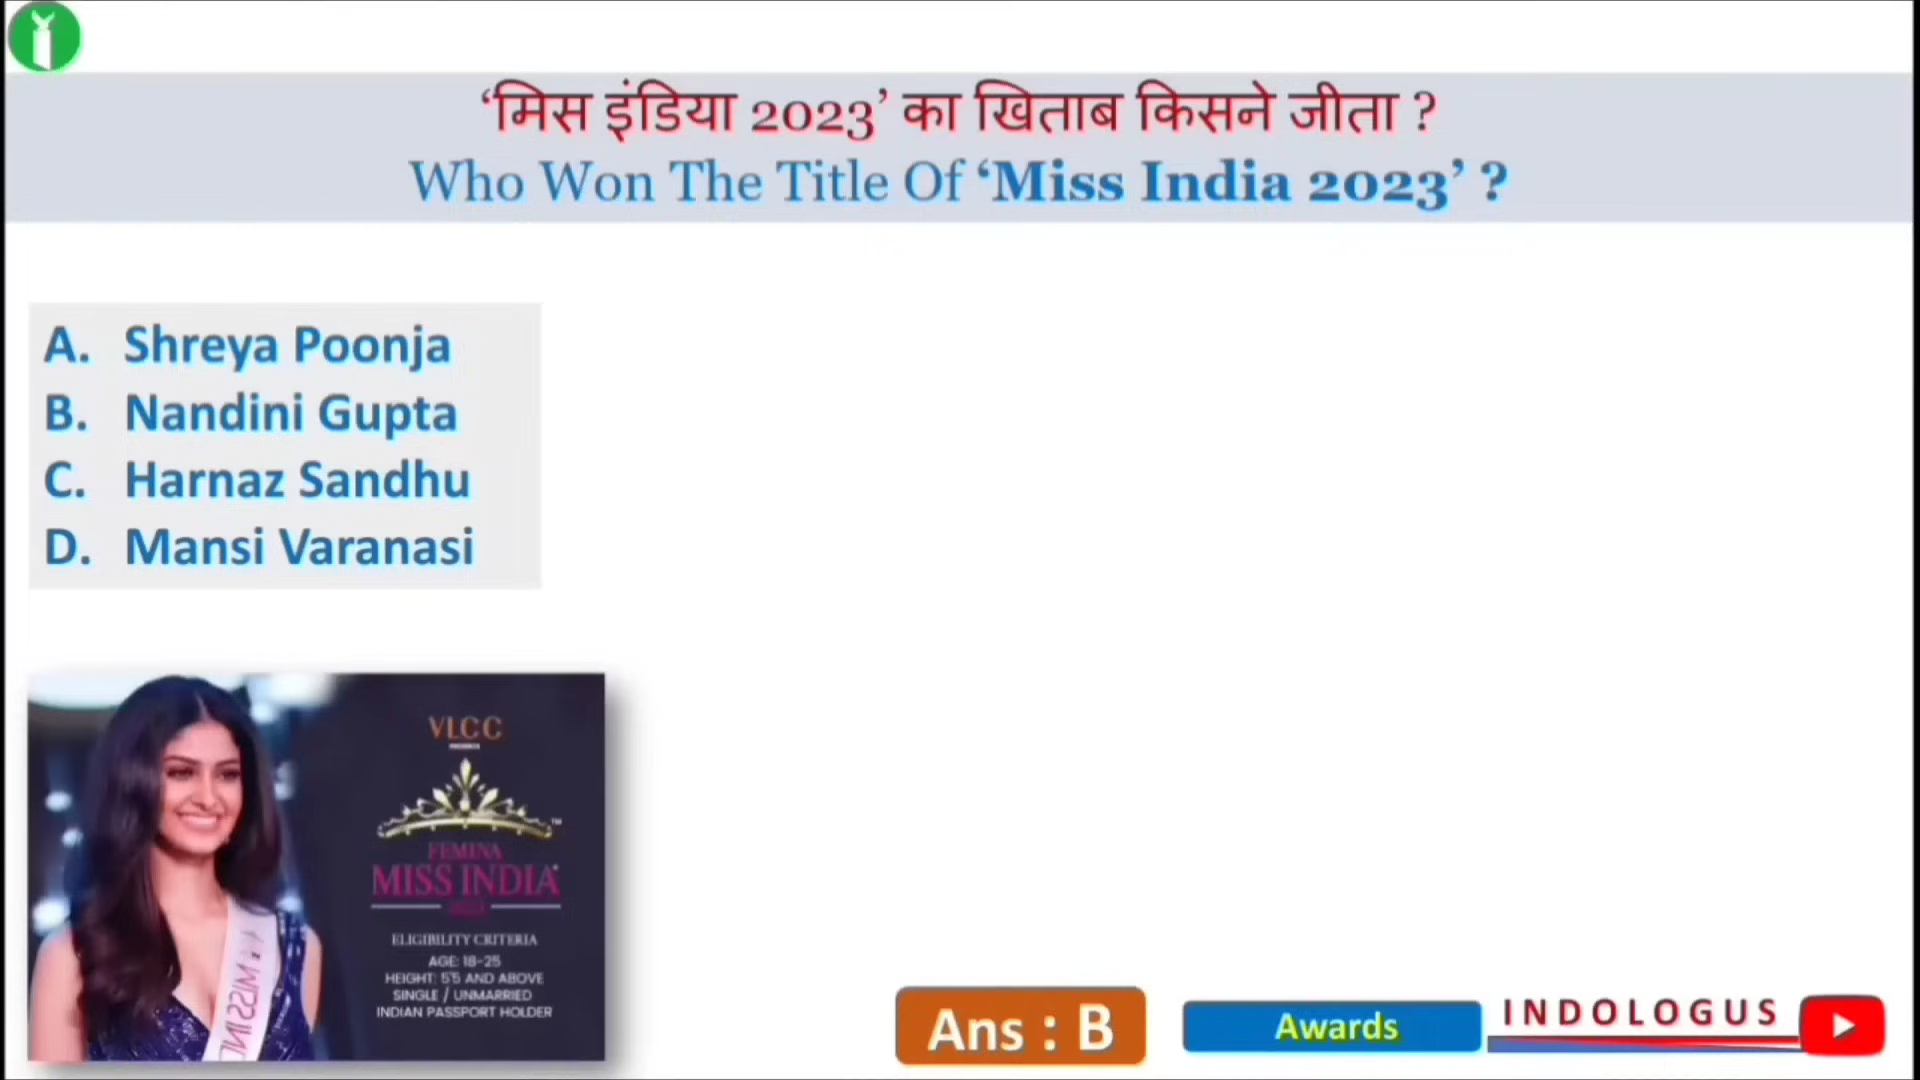 ‘मिस इंडिया 2023’ का खिताब किसने जीता ?
Who Won The Title Of ‘Miss India 2023’ ?
A. Shreya Poonja
B. Nandini Gupta
C. Harnaz Sandhu
D. Mansi Varanasi
VLCC
FEMINA
MISS INDIA
ELIGIBILITY CRITERIA
AGE: 18-25
HEIGHT: 5'5 AND ABOVE
SINGLE / UNMARRIED
INDIAN PASSPORT HOLDER
Ans : B
Awards
INDOLOGUS